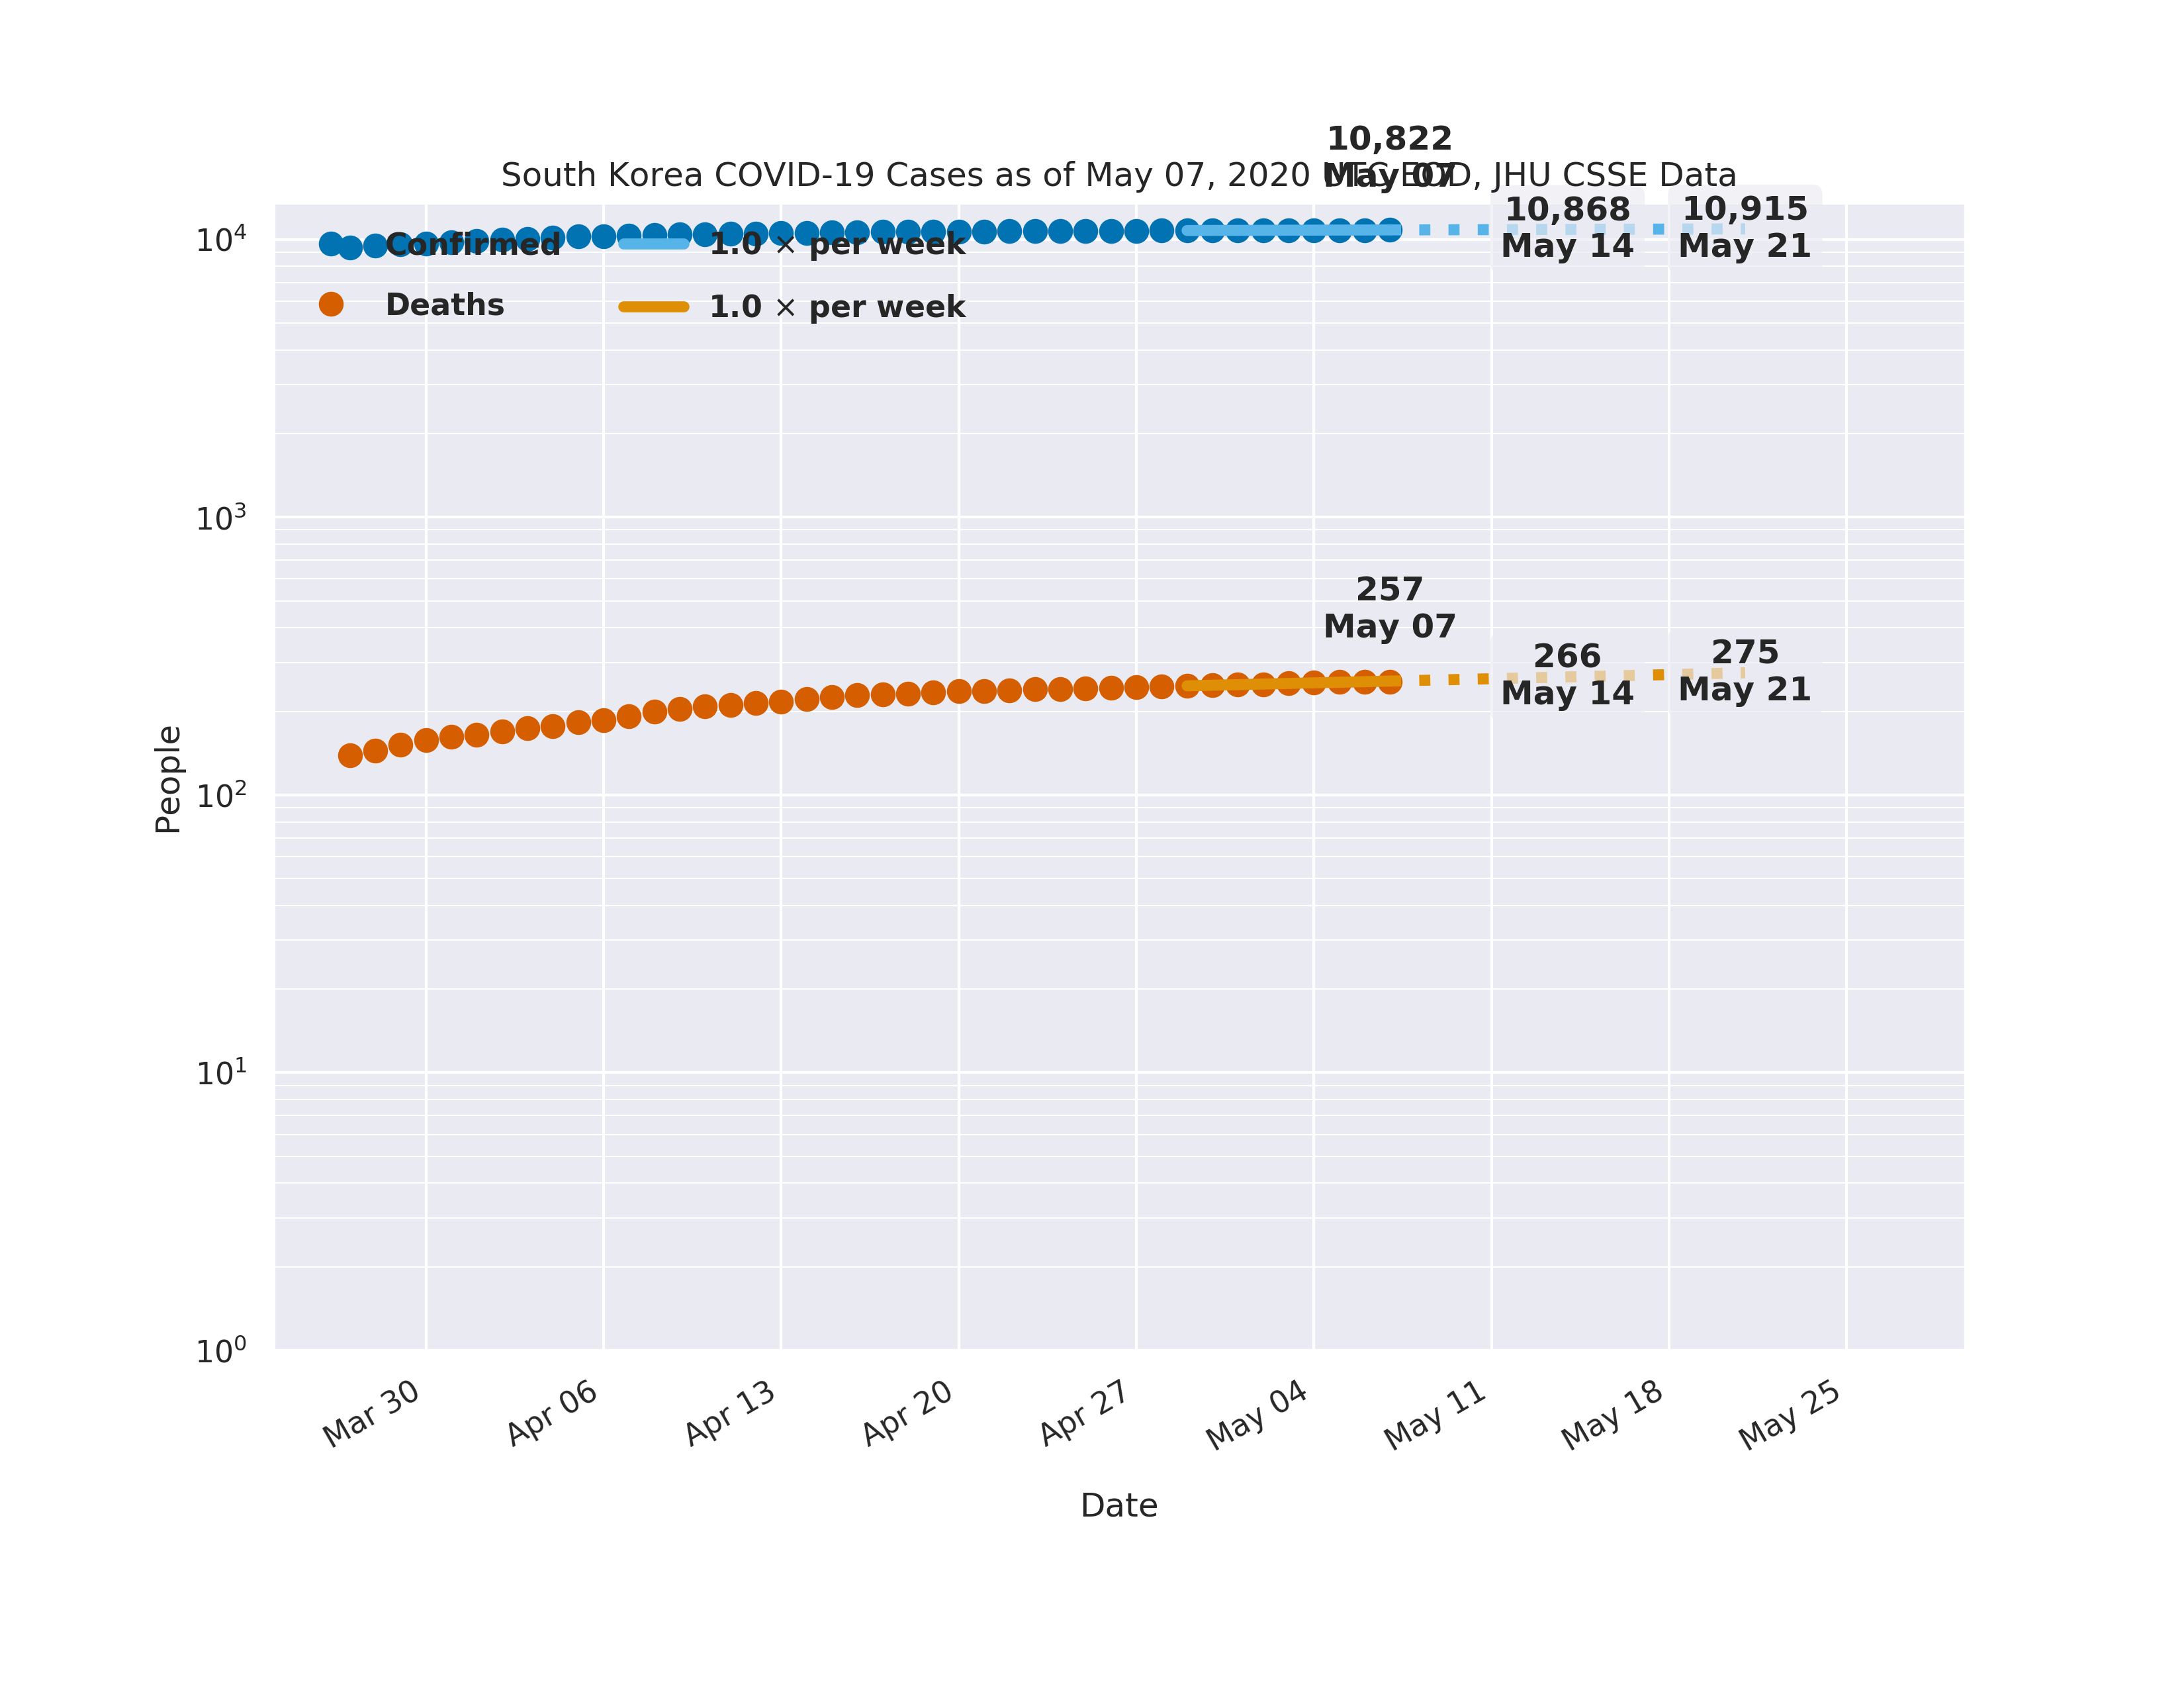 10,822
May 07
South Korea COVID-19 Cases as of May 07, 2020 UTC EOD, JHU CSSE Data
10,868
May 14
10,915
May 21
Confirmed
1.0 × per week
Deaths
1.0 × per week
257
May 07
266
May 14
275
May 21
People
10⁴
10³
10²
10¹
10⁰
Mar 30
Apr 06
Apr 13
Apr 20
Apr 27
May 04
May 11
May 18
May 25
Date